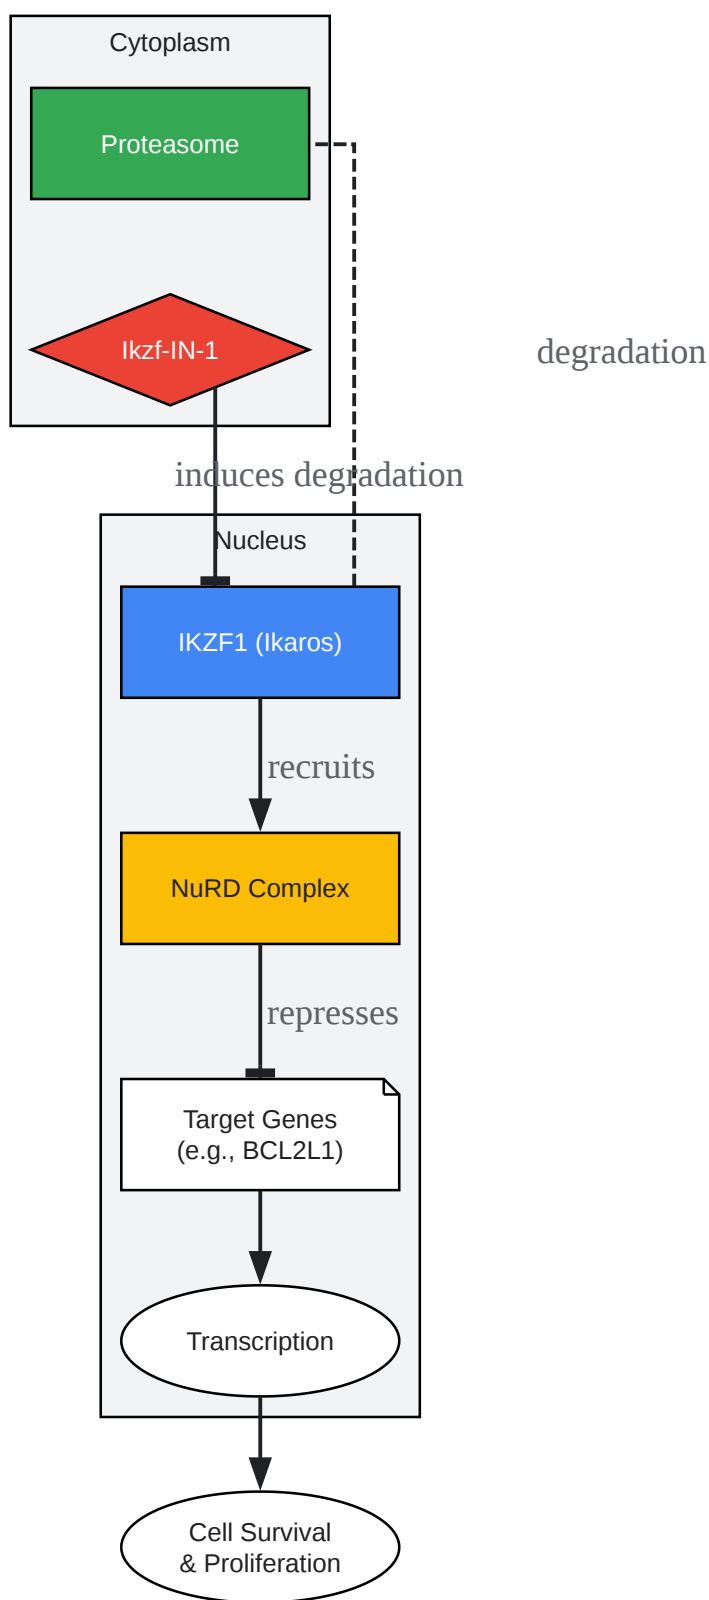 Cytoplasm
Proteasome
Ikzf-IN-1
degradation
induces degradation
Nucleus
IKZF1 (Ikaros)
recruits
NuRD Complex
represses
Target Genes
(e.g., BCL2L1)
Transcription
Cell Survival
& Proliferation